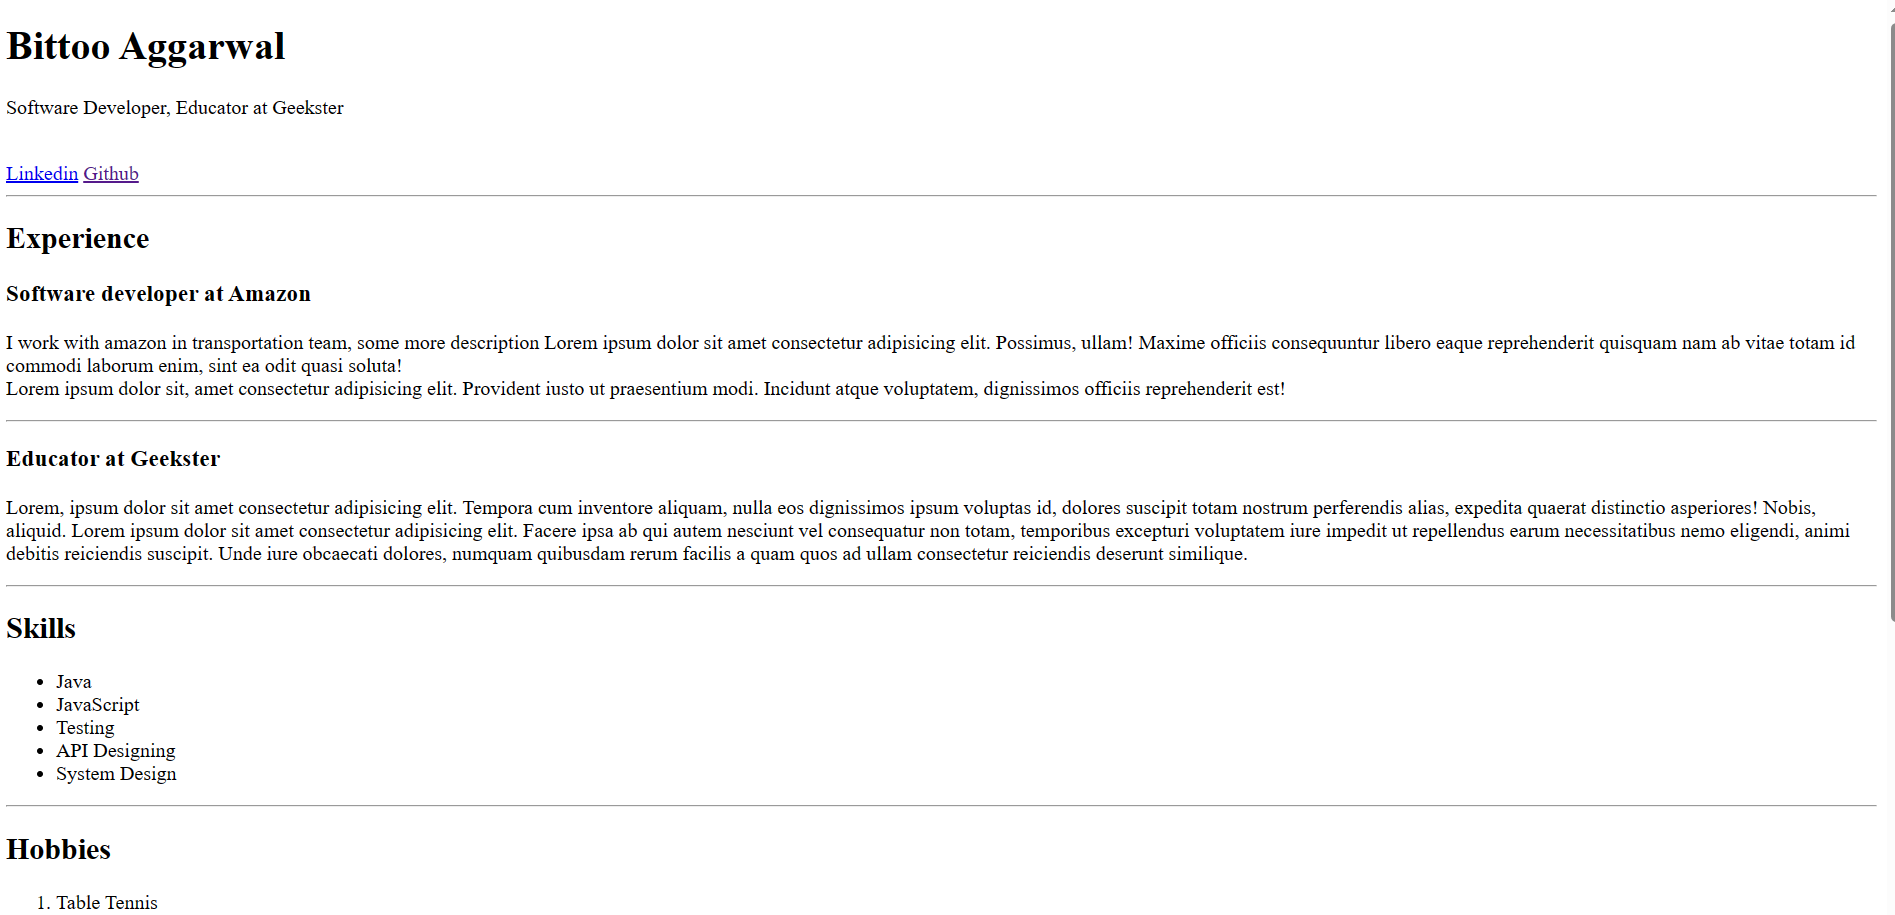 Bittoo Aggarwal
Software Developer, Educator at Geekster
Linkedin Github
Experience
Software developer at Amazon
I work with amazon in transportation team, some more description Lorem ipsum dolor sit amet consectetur adipisicing elit. Possimus, ullam! Maxime officiis consequuntur libero eaque reprehenderit quisquam nam ab vitae totam id
commodi laborum enim, sint ea odit quasi soluta!
Lorem ipsum dolor sit, amet consectetur adipisicing elit. Provident iusto ut praesentium modi. Incidunt atque voluptatem, dignissimos officiis reprehenderit est!
Educator at Geekster
Lorem, ipsum dolor sit amet consectetur adipisicing elit. Tempora cum inventore aliquam, nulla eos dignissimos ipsum voluptas id, dolores suscipit totam nostrum perferendis alias, expedita quaerat distinctio asperiores! Nobis,
aliquid. Lorem ipsum dolor sit amet consectetur adipisicing elit. Facere ipsa ab qui autem nesciunt vel consequatur non totam, temporibus excepturi voluptatem iure impedit ut repellendus earum necessitatibus nemo eligendi, animi
debitis reiciendis suscipit. Unde iure obcaecati dolores, numquam quibusdam rerum facilis a quam quos ad ullam consectetur reiciendis deserunt similique.
Skills
• Java
• JavaScript
• Testing
• API Designing
• System Design
Hobbies
1. Table Tennis